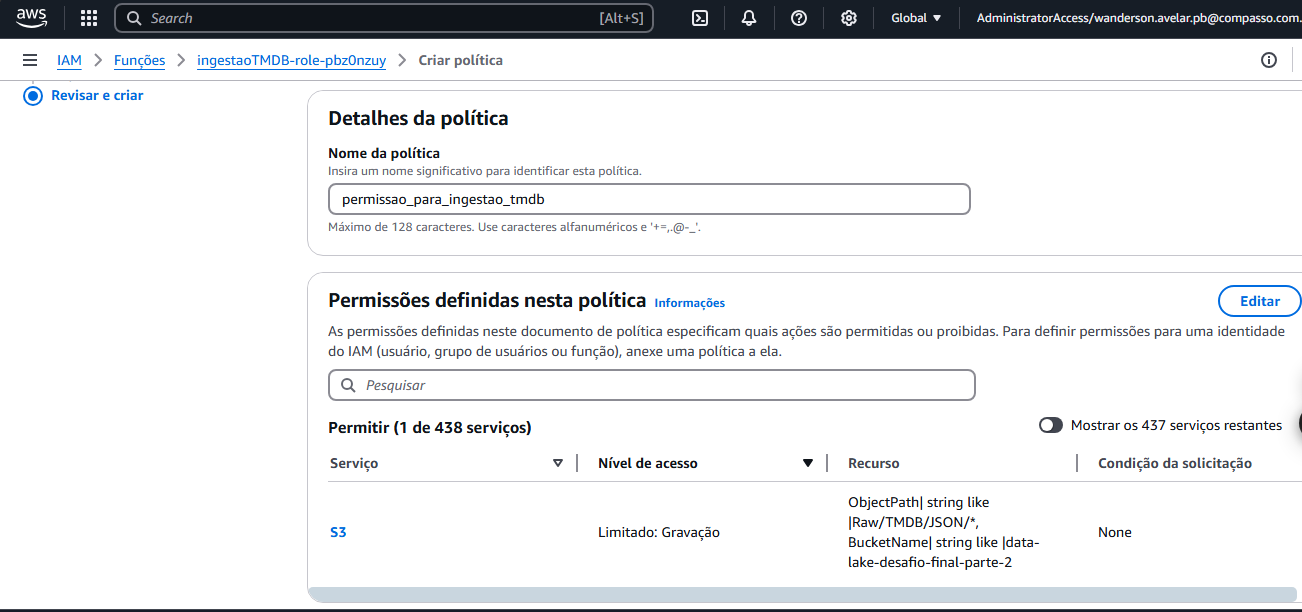 aws
Search [Alt+S] Global ▼ AdministratorAccess/wanderson.avelar.pb@compasso.com.
IAM > Funções > ingestaoTMDB-role-pbz0nzuy > Criar política
Revisar e criar
Detalhes da política
Nome da política
Insira um nome significativo para identificar esta política.
permissao_para_ingestao_tmdb
Máximo de 128 caracteres. Use caracteres alfanuméricos e '+=,.@-_'.
Permissões definidas nesta política Informações
Editar
As permissões definidas neste documento de política especificam quais ações são permitidas ou proibidas. Para definir permissões para uma identidade
do IAM (usuário, grupo de usuários ou função), anexe uma política a ela.
Pesquisar
Permitir (1 de 438 serviços)
Mostrar os 437 serviços restantes
Serviço Nível de acesso Recurso Condição da solicitação
S3 Limitado: Gravação
ObjectPath| string like
|Raw/TMDB/JSON/*,
BucketName| string like |data-
lake-desafio-final-parte-2
None